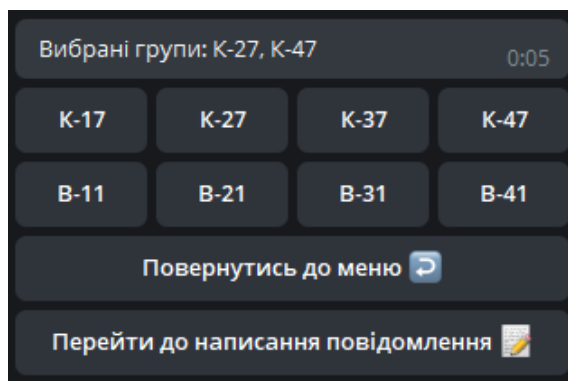 Вибрані групи: К-27, К-47
0:05
К-17 К-27 К-37 К-47
В-11 В-21 В-31 В-41
Повернутись до меню ↩️
Перейти до написання повідомлення 📝